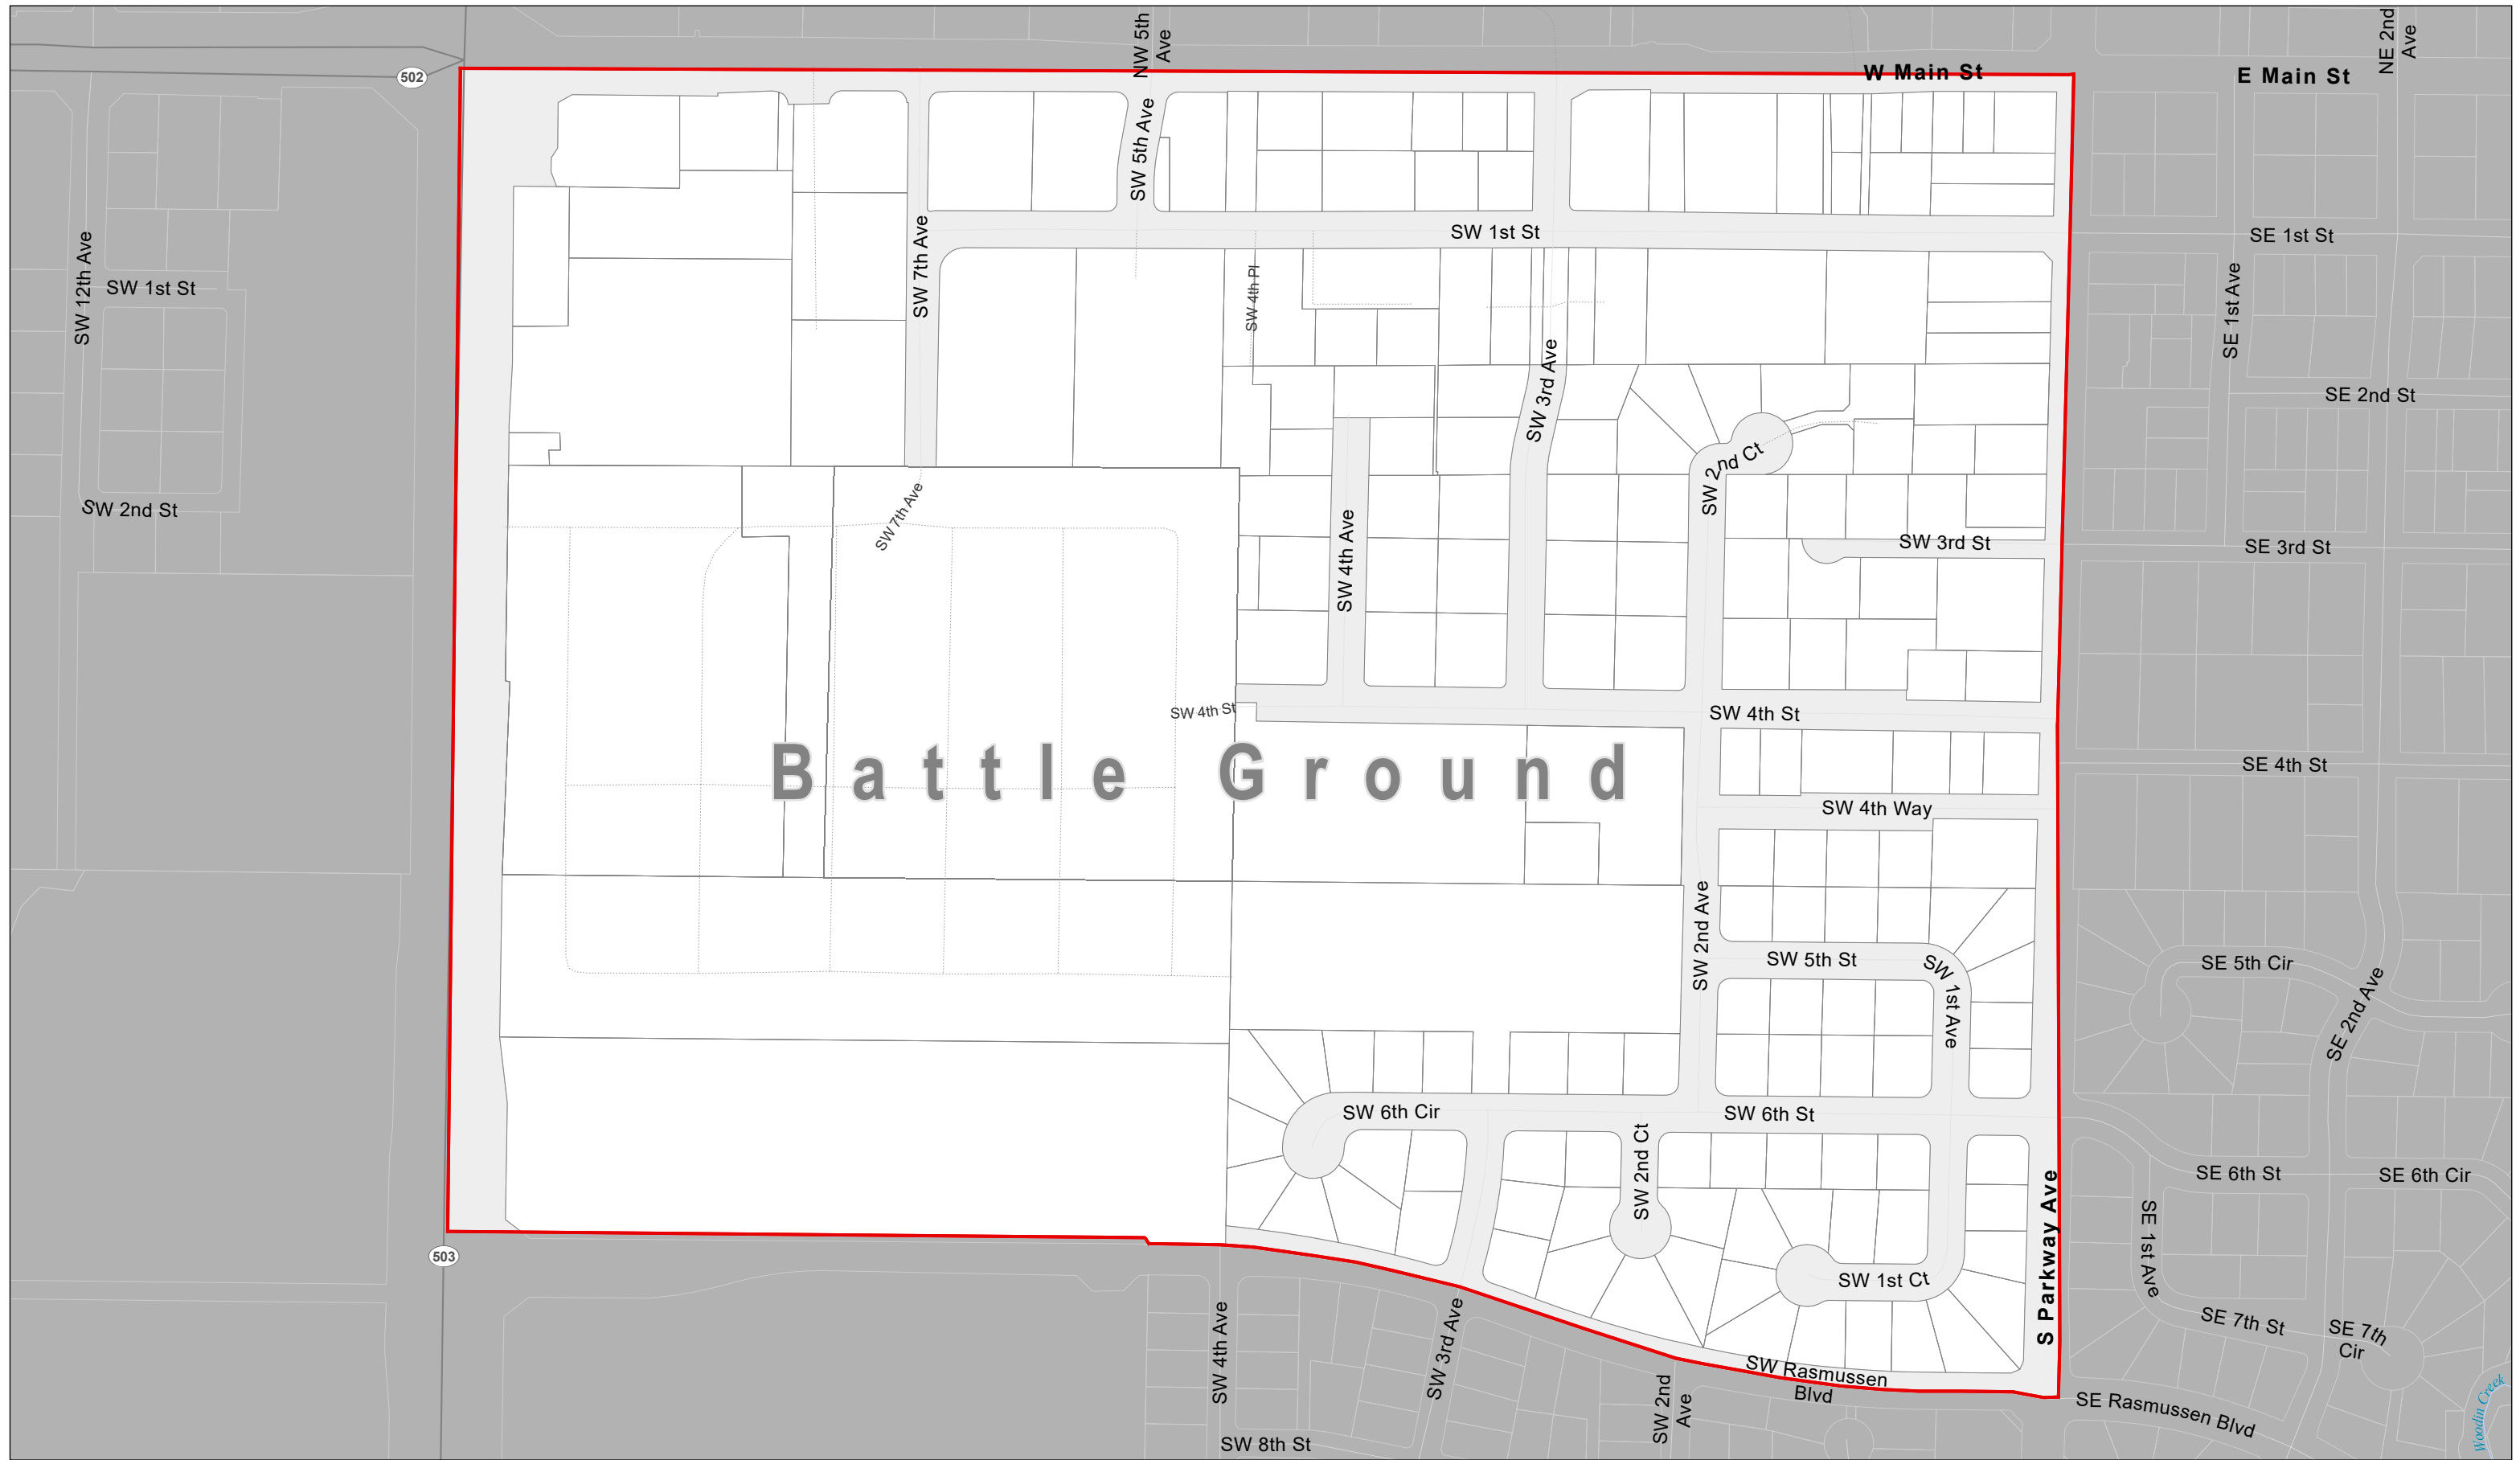 NW 5th
Ave
NE 2nd
Ave
502
W Main St
E Main St
SW 5th Ave
SW 1st St
SE 1st St
SW 12th Ave
SW 7th Ave
SW 4th Pl
SE 1st Ave
SW 1st St
SW 3rd Ave
SE 2nd St
SW 2nd Ct
SW 2nd St
SW 7th Ave
SW 4th Ave
SW 3rd St
SE 3rd St
SW 4th St
SW 4th St
Battle Ground
SE 4th St
SW 4th Way
SW 2nd Ave
SW 5th St
SW 1st Ave
SE 5th Cir
SE 2nd Ave
SW 6th Cir
SW 6th St
SW 2nd Ct
SE 6th St
SE 6th Cir
S Parkway Ave
SE 1st Ave
503
SW 1st Ct
SW 4th Ave
SW 3rd Ave
SE 7th St
SE 7th
Cir
SW Rasmussen
Blvd
SW 2nd
Ave
SE Rasmussen Blvd
Woodin Creek
SW 8th St